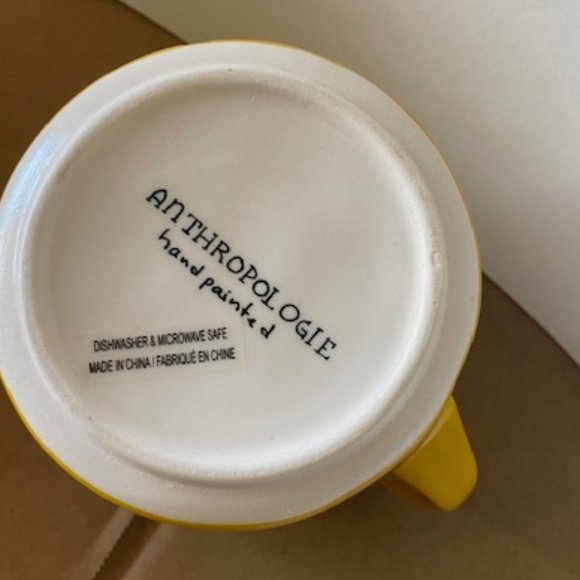 ANTHROPOLOGIE
hand painted
DISHWASHER & MICROWAVE SAFE
MADE IN CHINA / FABRIQUÉ EN CHINE